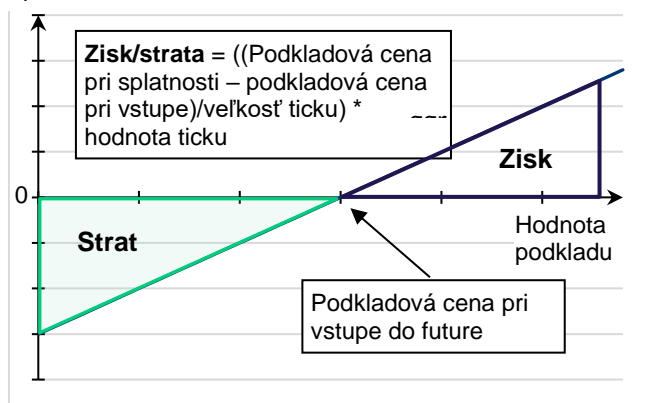 Zisk/strata = ((Podkladová cena
pri splatnosti – podkladová cena
pri vstupe)/veľkosť ticku) *
hodnota ticku
Zisk
0
Hodnota
podkladu
Strat
Podkladová cena pri
vstupe do future